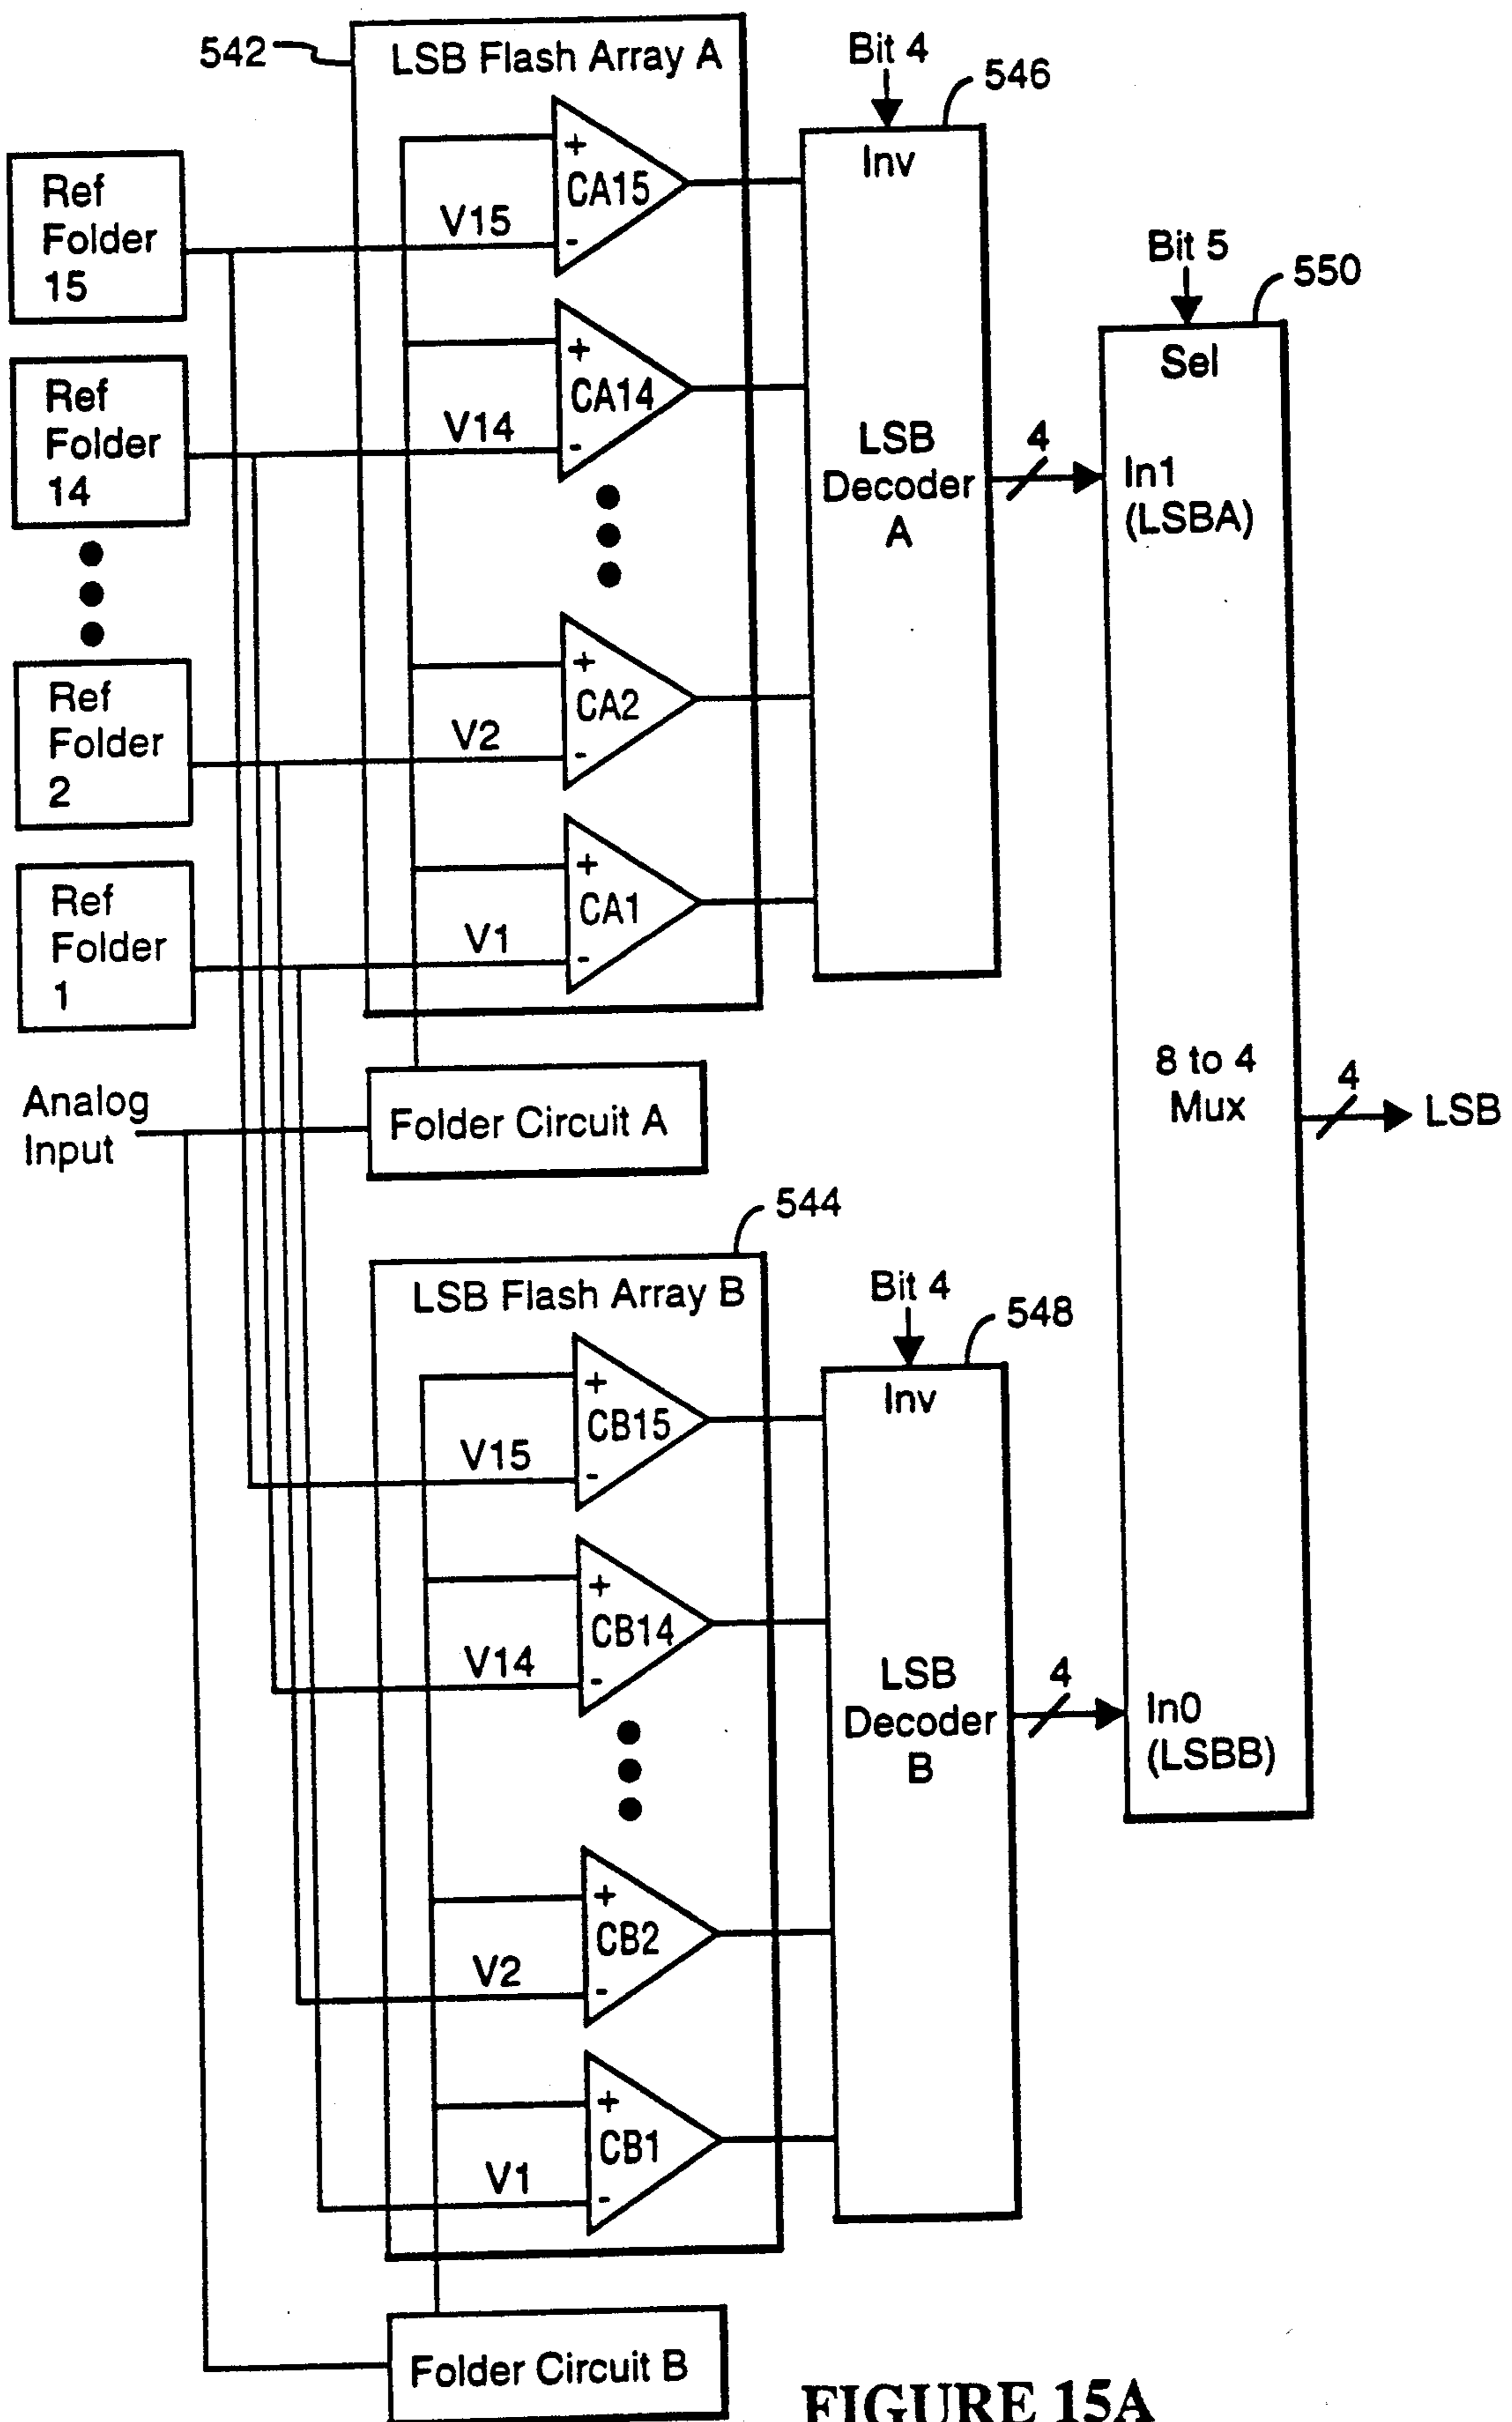 542
LSB Flash Array A
Bit 4
546
Inv
+
CA15
V15
-
Ref
Folder
15
Bit 5
550
Sel
+
CA14
V14
-
Ref
Folder
14
LSB
Decoder
A
4
In1
(LSBA)
+
CA2
V2
-
Ref
Folder
2
+
CA1
V1
-
Ref
Folder
1
8 to 4
Mux
4
LSB
Analog
Input
Folder Circuit A
544
LSB Flash Array B
Bit 4
548
Inv
+
CB15
V15
-
+
CB14
V14
-
LSB
Decoder
B
4
In0
(LSBB)
+
CB2
V2
-
+
CB1
V1
-
Folder Circuit B
FIGURE 15A